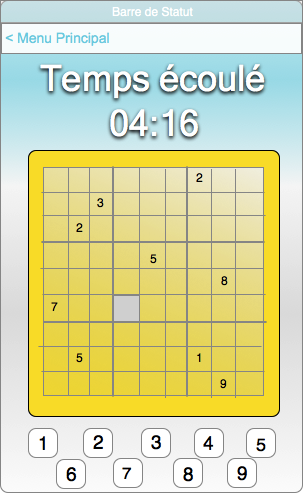 Barre de Statut
< Menu Principal
Temps écoulé
04:16
2
3
2
5
8
7
5 1
9
1 2 3 4 5
6 7 8 9